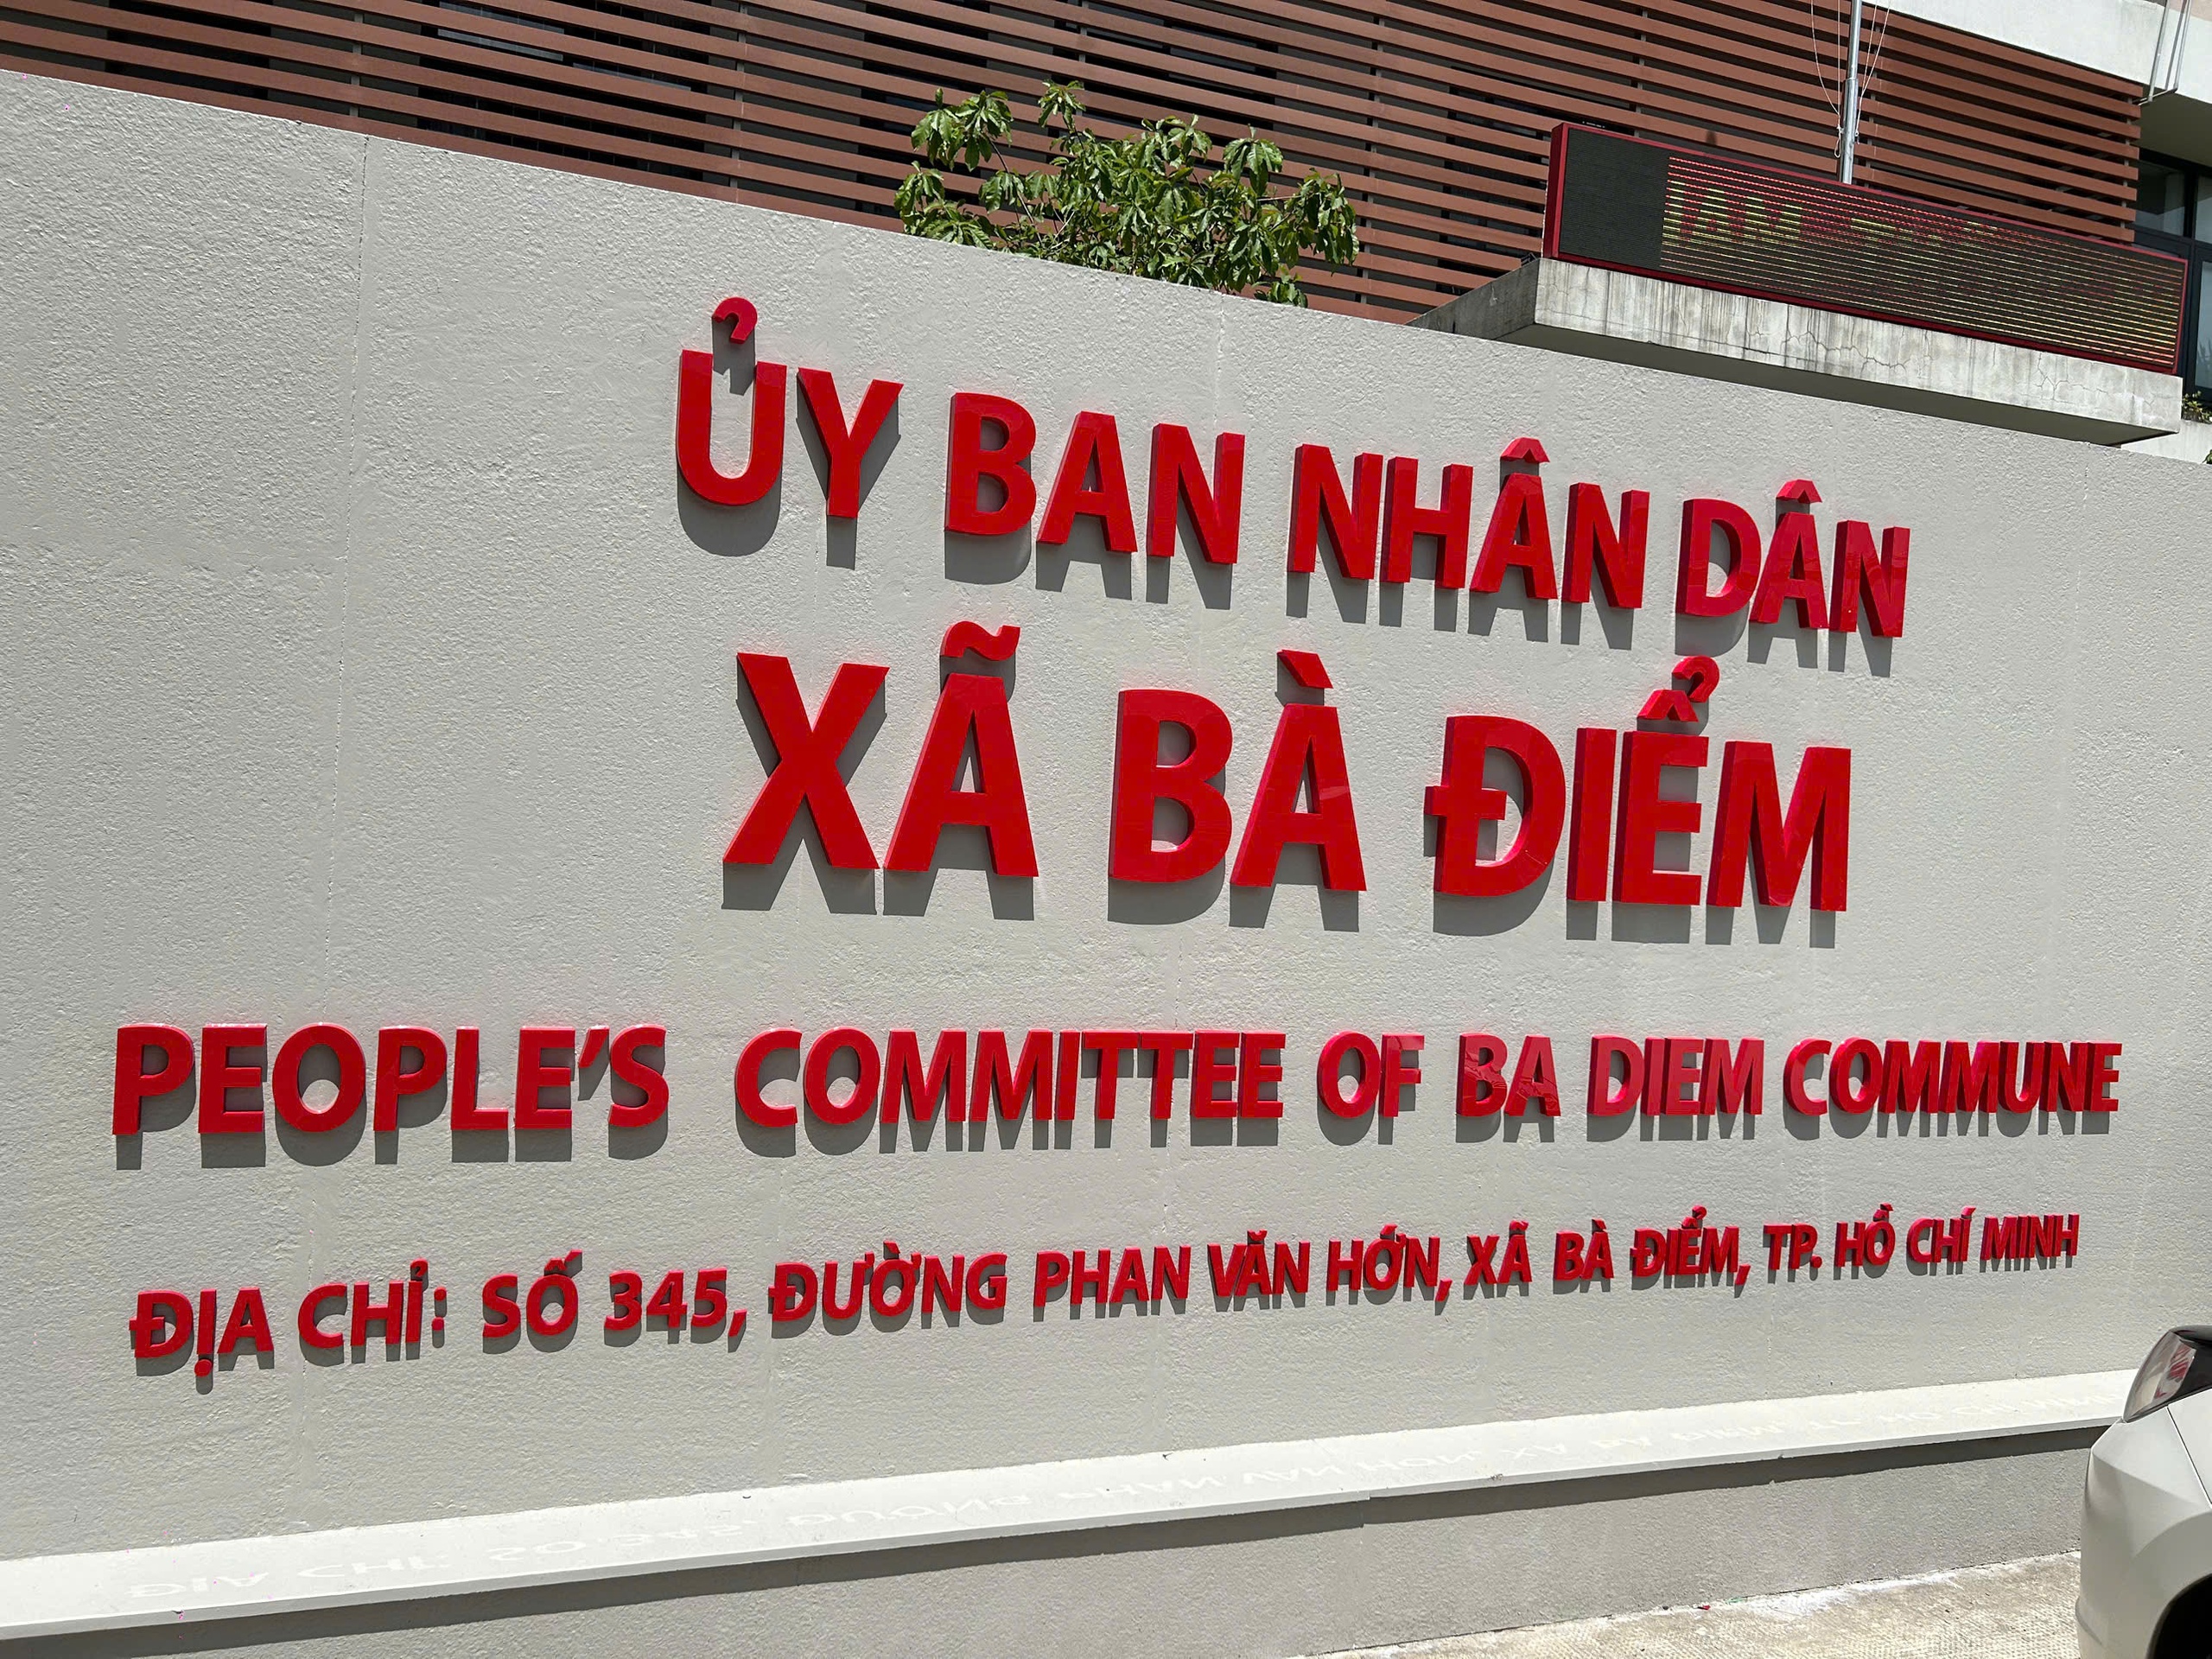 ỦY BAN NHÂN DÂN
XÃ BÀ ĐIỂM
PEOPLE'S COMMITTEE OF BA DIEM COMMUNE
ĐỊA CHỈ: SỐ 345, ĐƯỜNG PHAN VĂN HỚN, XÃ BÀ ĐIỂM, TP. HỒ CHÍ MINH